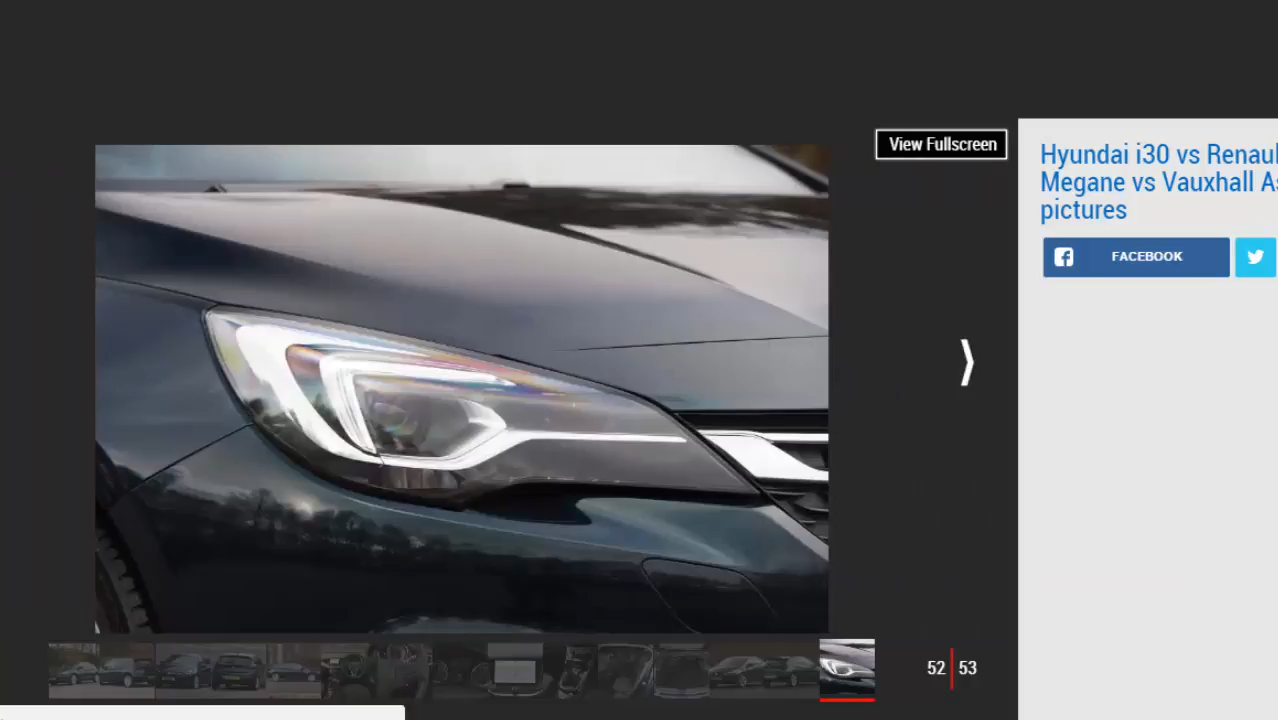 View Fullscreen
Hyundai i30 vs Renaul
Megane vs Vauxhall As
pictures
FACEBOOK
52 53